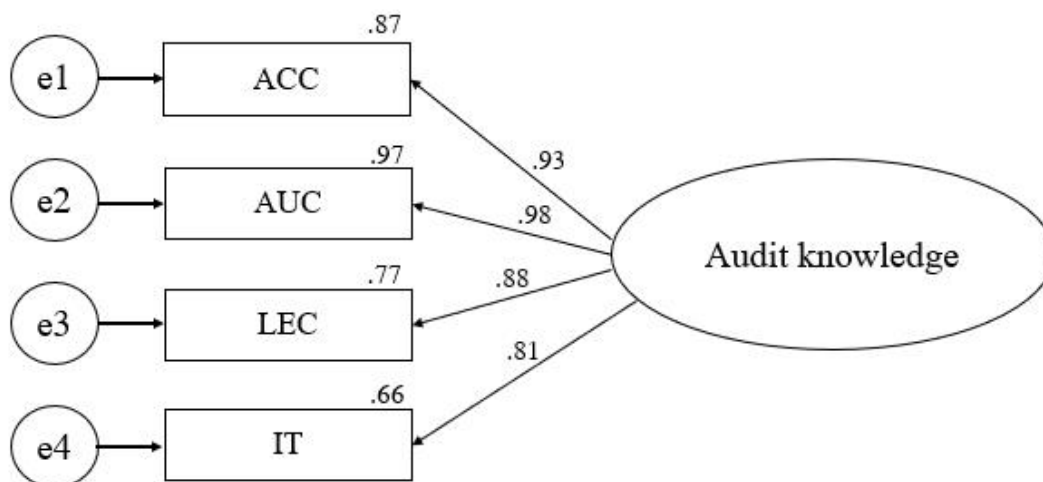 .87
e1
ACC
.93
.97
e2
AUC
.98
Audit knowledge
.77
e3
LEC
.88
.81
.66
e4
IT